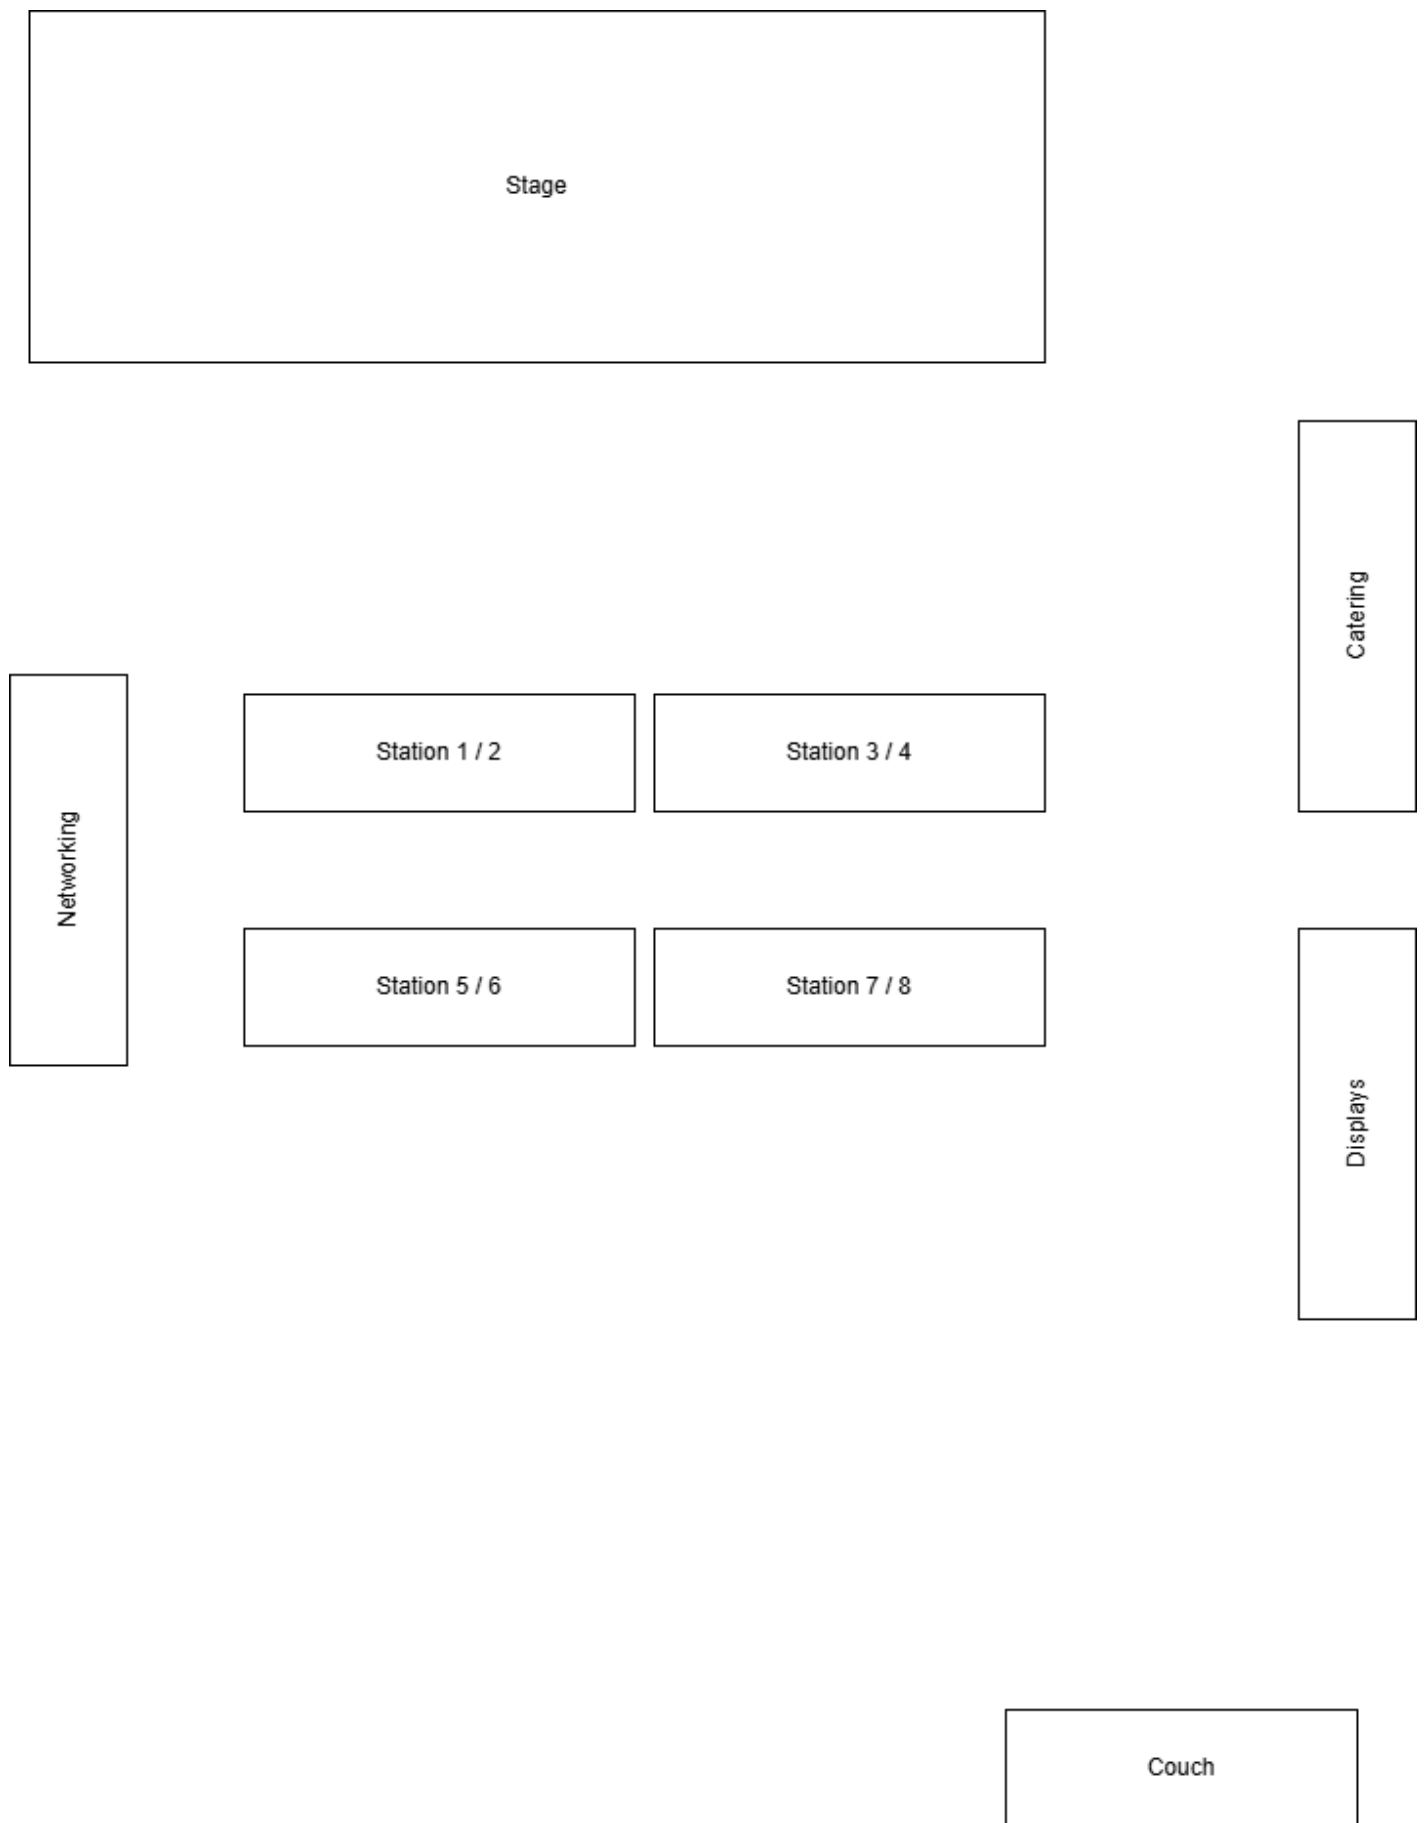 Stage
Catering
Station 1 / 2
Station 3 / 4
Networking
Station 5 / 6
Station 7 / 8
Displays
Couch